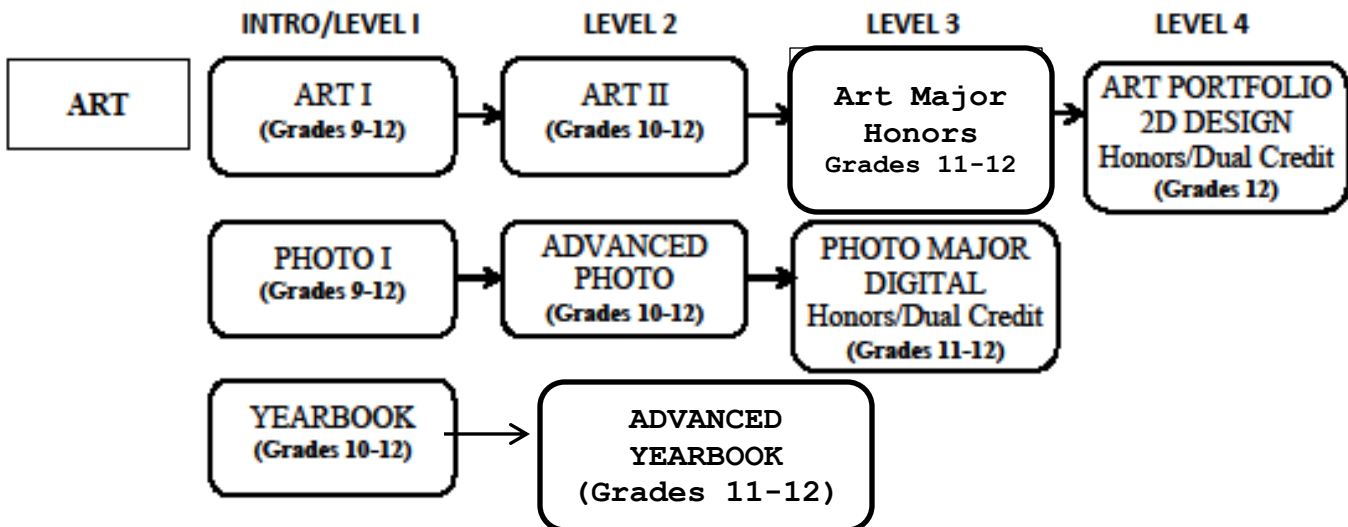 INTRO/LEVEL I
LEVEL 2
LEVEL 3
LEVEL 4
ART
ART I
(Grades 9-12)
ART II
(Grades 10-12)
Art Major
Honors
Grades 11-12
ART PORTFOLIO
2D DESIGN
Honors/Dual Credit
(Grades 12)
PHOTO I
(Grades 9-12)
ADVANCED
PHOTO
(Grades 10-12)
PHOTO MAJOR
DIGITAL
Honors/Dual Credit
(Grades 11-12)
YEARBOOK
(Grades 10-12)
ADVANCED
YEARBOOK
(Grades 11-12)